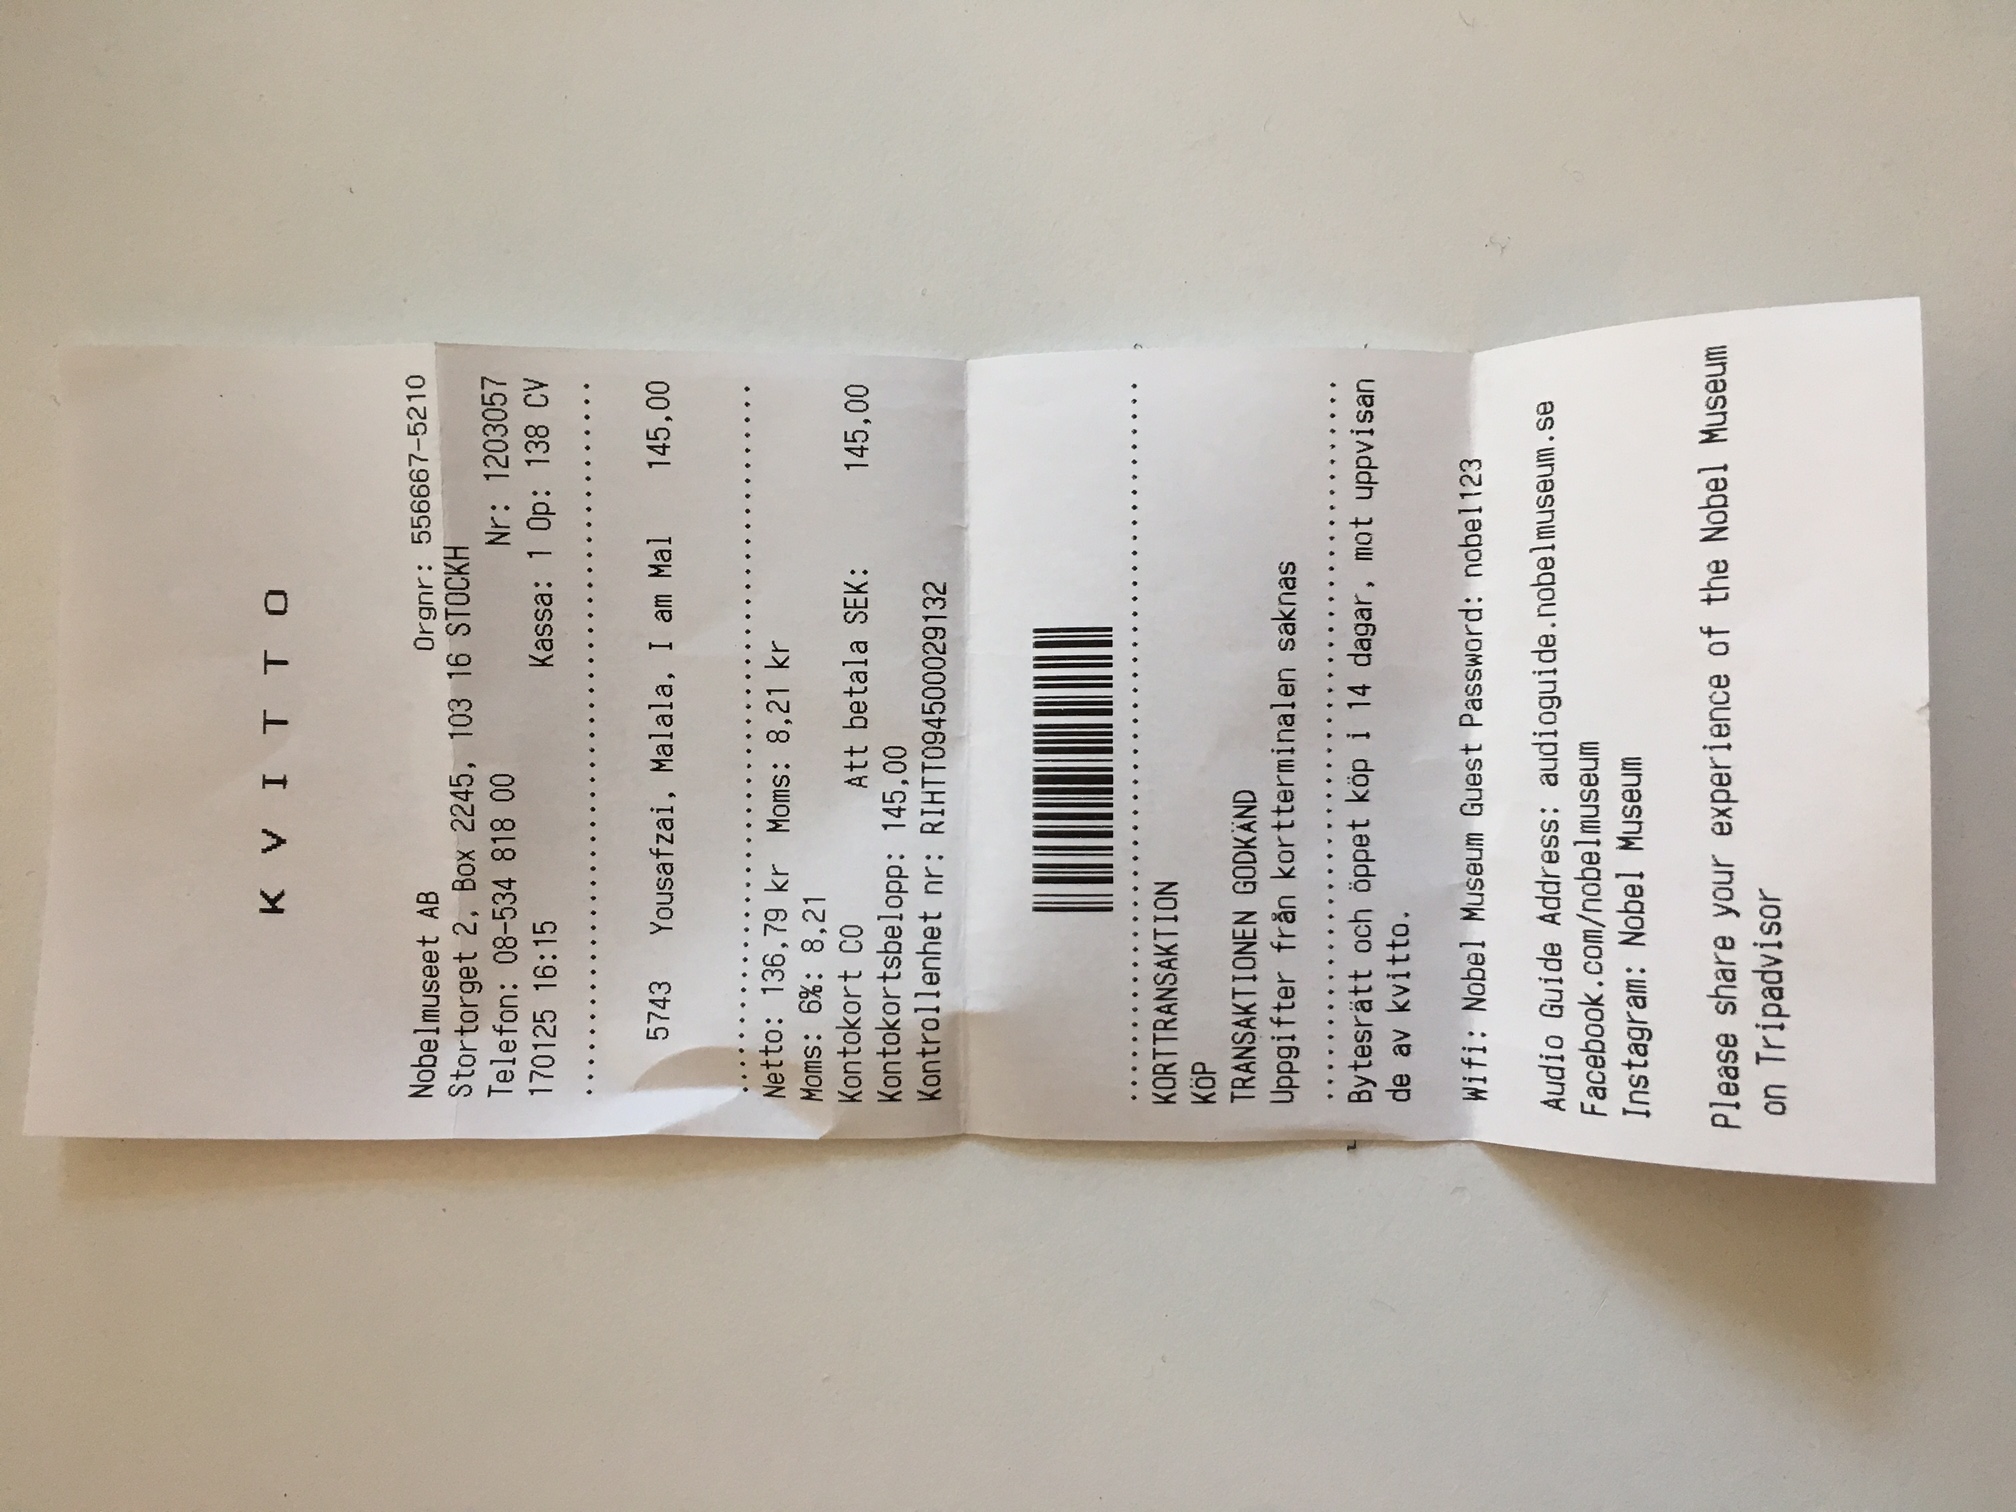 K V I T T O
Nobelmuseet AB Orgnr: 556667-5210
Stortorget 2, Box 2245, 103 16 STOCKH
Telefon: 08-534 818 00 Nr: 1203057
170125 16:15 Kassa: 1 Op: 138 CV
5743 Yousafzai, Malala, I am Mal 145,00
Netto: 136,79 kr Moms: 8,21 kr
Moms: 6%: 8,21
Kontokort CO Att betala SEK: 145,00
Kontokortsbelopp: 145,00
Kontrollenhet nr: RIHTT094500029132
KORTTRANSAKTION
KÖP
TRANSAKTIONEN GODKÄND
Uppgifter från kortterminalen saknas
Bytesrätt och öppet köp i 14 dagar, mot uppvisan
de av kvitto.
Wifi: Nobel Museum Guest Password: nobel123
Audio Guide Address: audioguide.nobelmuseum.se
Facebook.com/nobelmuseum
Instagram: Nobel Museum
Please share your experience of the Nobel Museum
on Tripadvisor